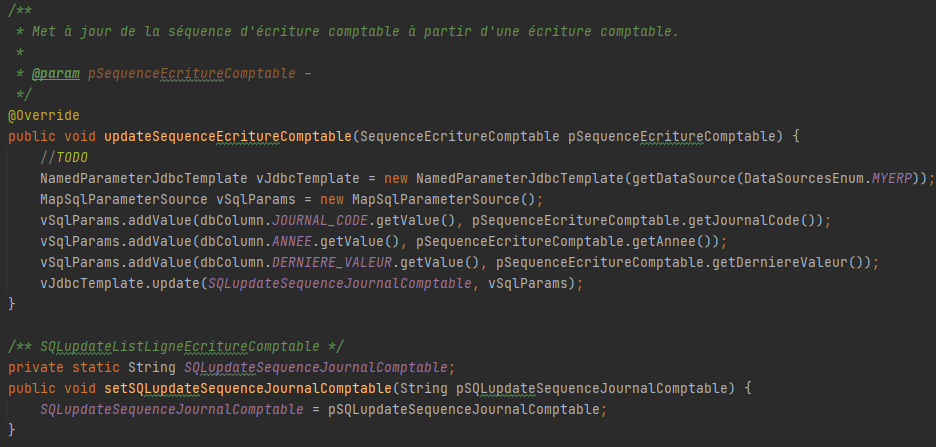 /**
 * Met à jour de la séquence d'écriture comptable à partir d'une écriture comptable.
 *
 * @param pSequenceEcritureComptable -
 */
@Override
public void updateSequenceEcritureComptable(SequenceEcritureComptable pSequenceEcritureComptable) {
    //TODO
    NamedParameterJdbcTemplate vJdbcTemplate = new NamedParameterJdbcTemplate(getDataSource(DataSourcesEnum.MYERP));
    MapSqlParameterSource vSqlParams = new MapSqlParameterSource();
    vSqlParams.addValue(dbColumn.JOURNAL_CODE.getValue(), pSequenceEcritureComptable.getJournalCode());
    vSqlParams.addValue(dbColumn.ANNEE.getValue(), pSequenceEcritureComptable.getAnnee());
    vSqlParams.addValue(dbColumn.DERNIERE_VALEUR.getValue(), pSequenceEcritureComptable.getDerniereValeur());
    vJdbcTemplate.update(SQLupdateSequenceJournalComptable, vSqlParams);
}

/** SQLupdateListLigneEcritureComptable */
private static String SQLupdateSequenceJournalComptable;
public void setSQLupdateSequenceJournalComptable(String pSQLupdateSequenceJournalComptable) {
    SQLupdateSequenceJournalComptable = pSQLupdateSequenceJournalComptable;
}